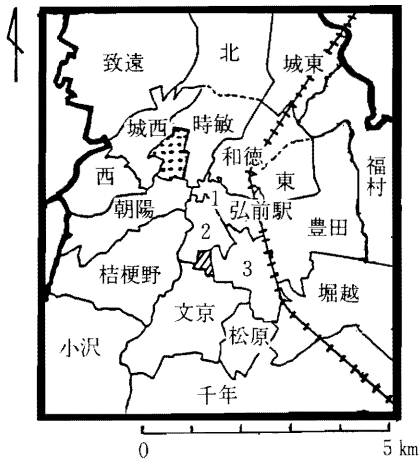 北
致遠
城東
城西
時敏
和徳
西
東
福村
1
朝陽
弘前駅
豊田
2
3
桔梗野
堀越
文京
小沢
松原
千年
0
5 km